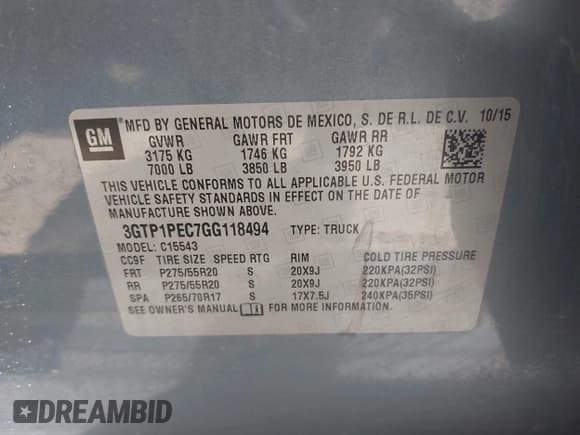 GM MFD BY GENERAL MOTORS DE MEXICO, S. DE R.L. DE C.V. 10/15
GVWR GAWR FRT GAWR RR
3175 KG 1746 KG 1792 KG
7000 LB 3850 LB 3950 LB
THIS VEHICLE CONFORMS TO ALL APPLICABLE U.S. FEDERAL MOTOR
VEHICLE SAFETY STANDARDS IN EFFECT ON THE DATE OF
MANUFACTURE SHOWN ABOVE.
3GTP1PEC7GG118494 TYPE: TRUCK
MODEL: C15543
CC9F TIRE SIZE SPEED RTG RIM COLD TIRE PRESSURE
FRT P275/55R20 S 20X9J 220KPA(32PSI)
RR P275/55R20 S 20X9J 220KPA(32PSI)
SPA P265/70R17 S 17X7.5J 240KPA(35PSI)
SEE OWNER'S MANUAL
DREAMBID